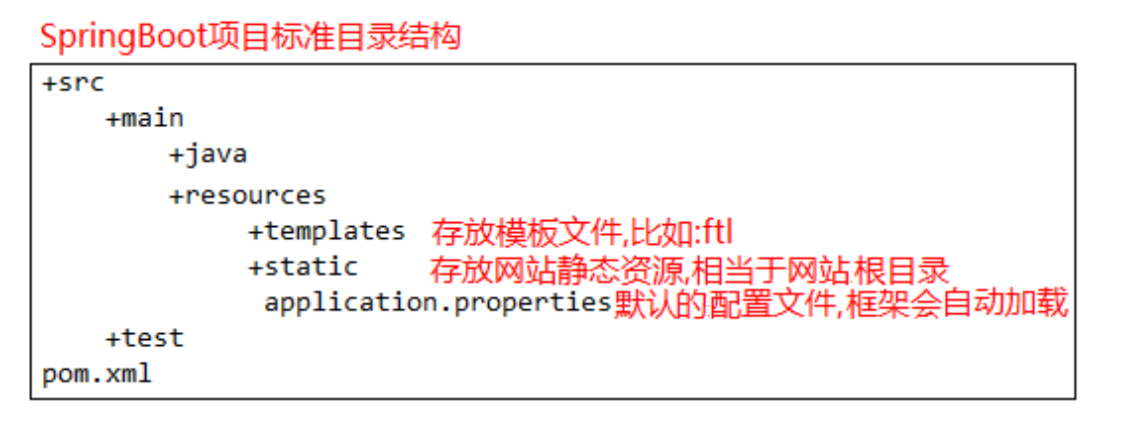 SpringBoot项目标准目录结构
+src
+main
+java
+resources
+templates 存放模板文件,比如:ftl
+static 存放网站静态资源,相当于网站根目录
application.properties默认的配置文件,框架会自动加载
+test
pom.xml